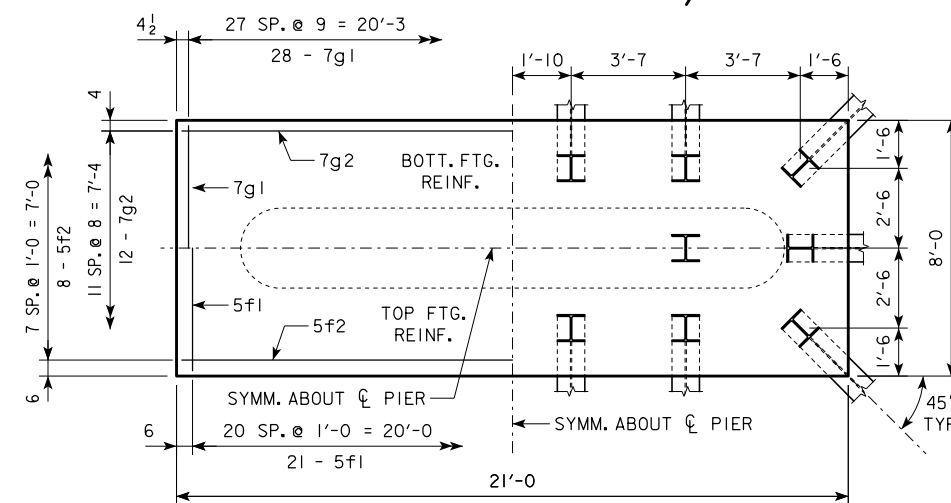 4½
27 SP. @ 9 = 20'-3
28 - 7g1
1'-10
3'-7
3'-7
1'-6
4
7g2
BOTT. FTG.
REINF.
7g1
1'-6
2'-6
2'-6
1'-6
8'-0
7 SP. @ 1'-0 = 7'-0
8 - 5f2
11 SP. @ 8 = 7'-4
12 - 7g2
5f1
TOP FTG.
REINF.
5f2
6
SYMM. ABOUT ℄ PIER
SYMM. ABOUT ℄ PIER
6
20 SP. @ 1'-0 = 20'-0
21 - 5f1
45°
TYP
21'-0